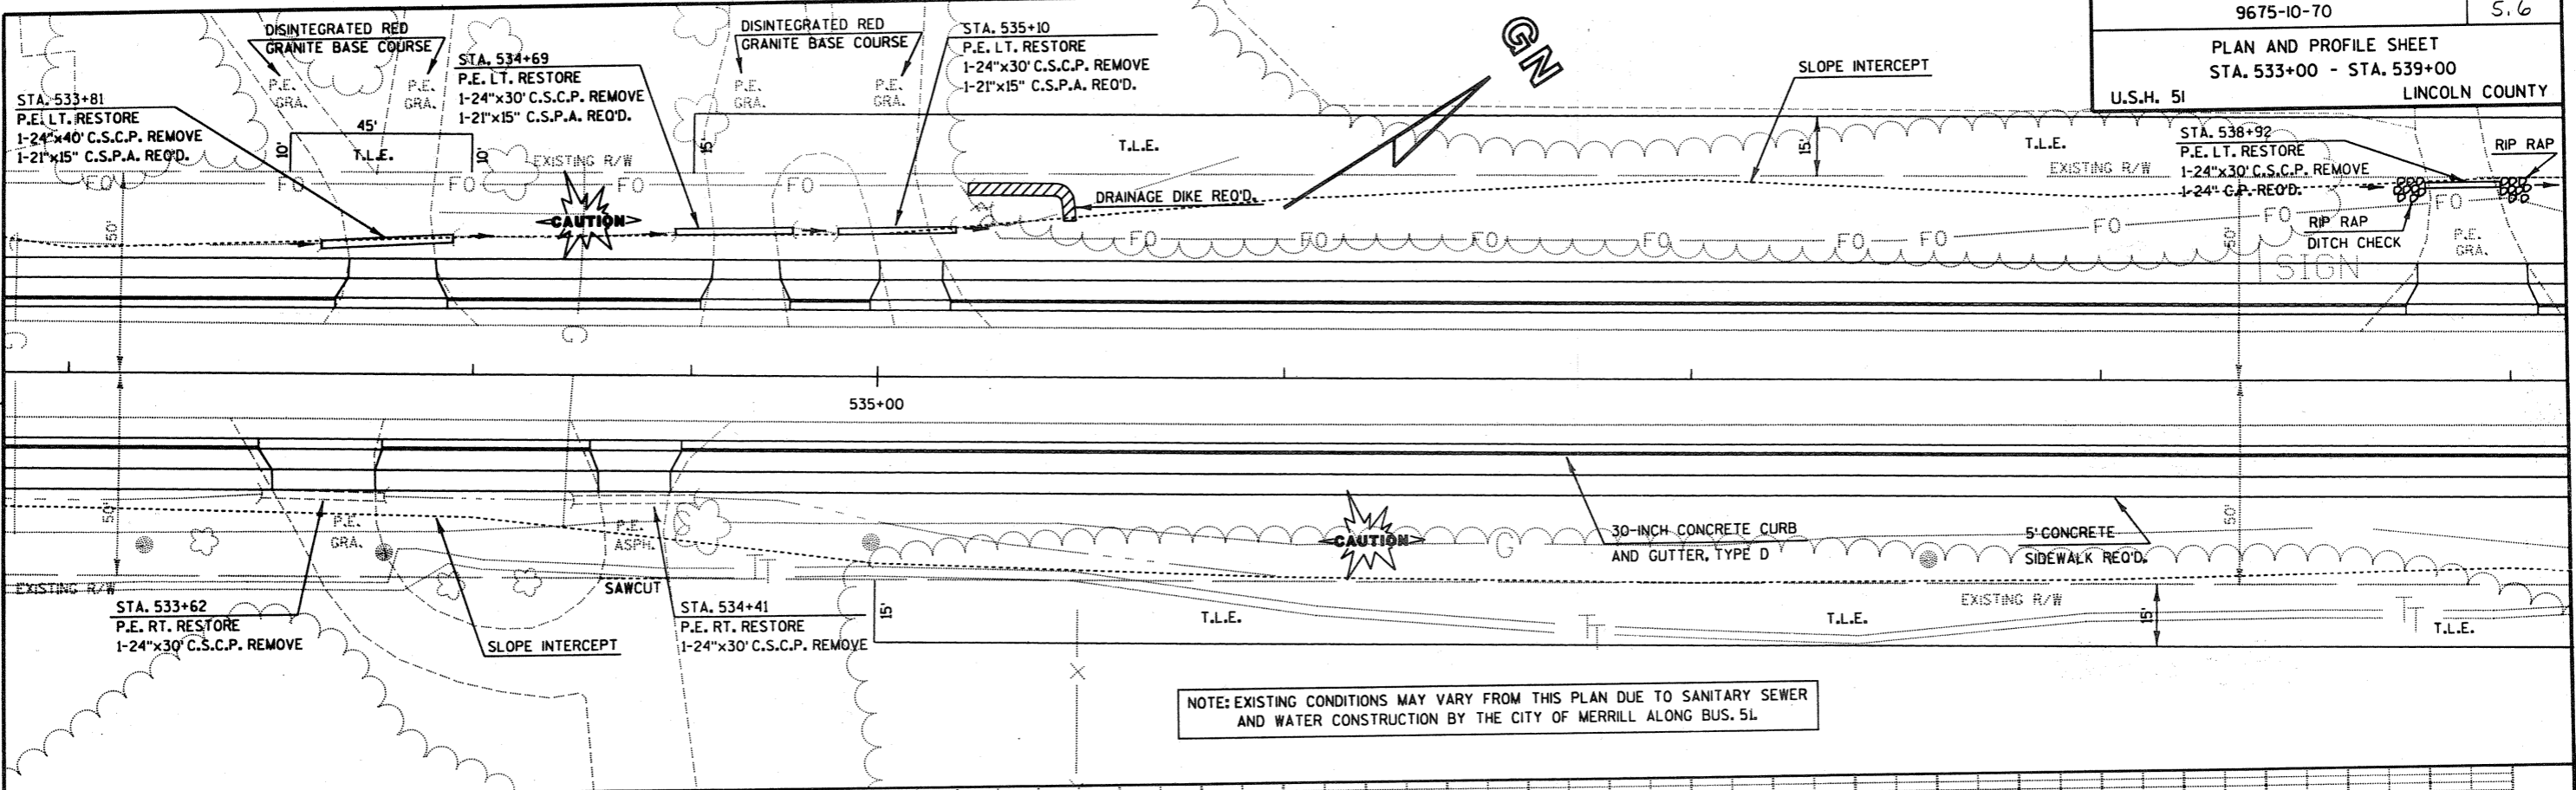 9675-10-70
5.6
PLAN AND PROFILE SHEET
STA. 533+00 - STA. 539+00
U.S.H. 51
LINCOLN COUNTY
DISINTEGRATED RED
GRANITE BASE COURSE
DISINTEGRATED RED
GRANITE BASE COURSE
STA. 533+81
P.E. LT. RESTORE
1-24"x40' C.S.C.P. REMOVE
1-21"x15" C.S.P.A. REQ'D.
STA. 534+69
P.E. LT. RESTORE
1-24"x30' C.S.C.P. REMOVE
1-21"x15" C.S.P.A. REQ'D.
STA. 535+10
P.E. LT. RESTORE
1-24"x30' C.S.C.P. REMOVE
1-21"x15" C.S.P.A. REQ'D.
GN
SLOPE INTERCEPT
STA. 538+92
P.E. LT. RESTORE
1-24"x30' C.S.C.P. REMOVE
1-24" C.P. REQ'D.
RIP RAP
P.E.
GRA.
P.E.
GRA.
P.E.
GRA.
P.E.
GRA.
45'
10'
T.L.E.
10'
15'
T.L.E.
15'
T.L.E.
EXISTING R/W
EXISTING R/W
FO
FO
FO
FO
FO
CAUTION
DRAINAGE DIKE REQ'D.
FO
FO
FO
FO
FO
FO
FO
FO
FO
RIP RAP
DITCH CHECK
P.E.
GRA.
SIGN
50'
50'
G
G
535+00
50'
50'
P.E.
GRA.
P.E.
ASPH.
CAUTION
G
30-INCH CONCRETE CURB
AND GUTTER, TYPE D
5' CONCRETE
SIDEWALK REQ'D.
EXISTING R/W
SAWCUT
TT
STA. 533+62
P.E. RT. RESTORE
1-24"x30' C.S.C.P. REMOVE
SLOPE INTERCEPT
STA. 534+41
P.E. RT. RESTORE
1-24"x30' C.S.C.P. REMOVE
15'
T.L.E.
TT
T.L.E.
EXISTING R/W
15'
TT
T.L.E.
X
NOTE: EXISTING CONDITIONS MAY VARY FROM THIS PLAN DUE TO SANITARY SEWER
AND WATER CONSTRUCTION BY THE CITY OF MERRILL ALONG BUS. 51.